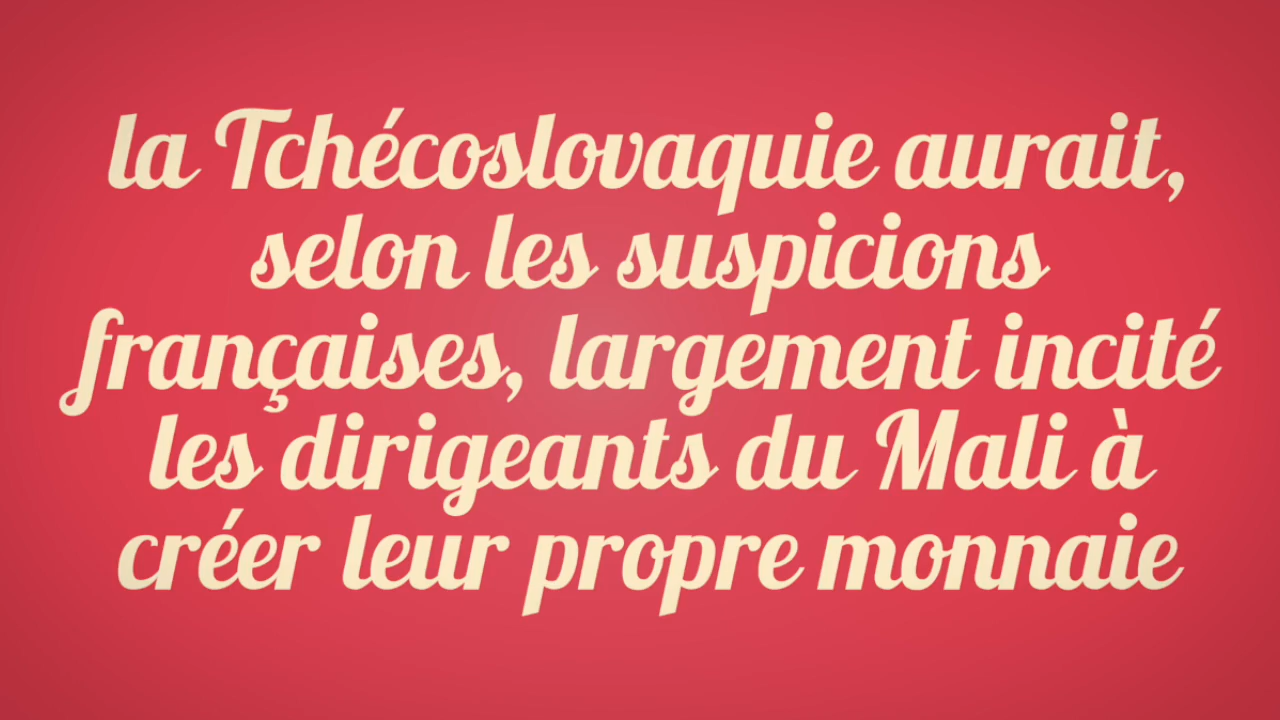 la Tchécoslovaquie aurait,
selon les suspicions
françaises, largement incité
les dirigeants du Mali à
créer leur propre monnaie